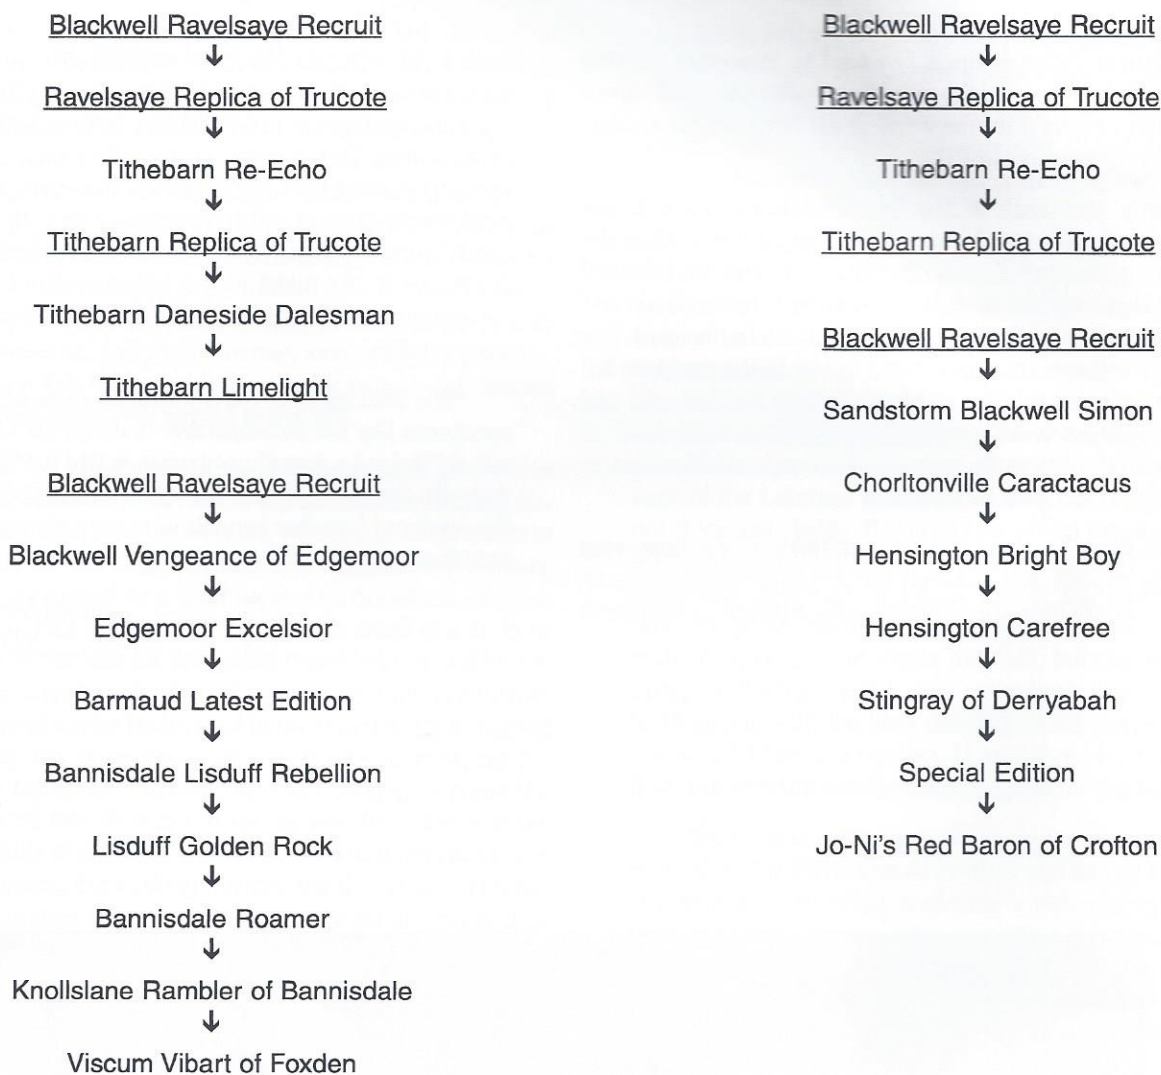 Blackwell Ravelsaye Recruit
↓
Ravelsaye Replica of Trucote
↓
Tithebarn Re-Echo
↓
Tithebarn Replica of Trucote
↓
Tithebarn Daneside Dalesman
↓
Tithebarn Limelight
Blackwell Ravelsaye Recruit
↓
Blackwell Vengeance of Edgemoor
↓
Edgemoor Excelsior
↓
Barmaud Latest Edition
↓
Bannisdale Lisduff Rebellion
↓
Lisduff Golden Rock
↓
Bannisdale Roamer
↓
Knollslane Rambler of Bannisdale
↓
Viscum Vibart of Foxden
Blackwell Ravelsaye Recruit
↓
Ravelsaye Replica of Trucote
↓
Tithebarn Re-Echo
↓
Tithebarn Replica of Trucote
Blackwell Ravelsaye Recruit
↓
Sandstorm Blackwell Simon
↓
Chorltonville Caractacus
↓
Hensington Bright Boy
↓
Hensington Carefree
↓
Stingray of Derryabah
↓
Special Edition
↓
Jo-Ni's Red Baron of Crofton